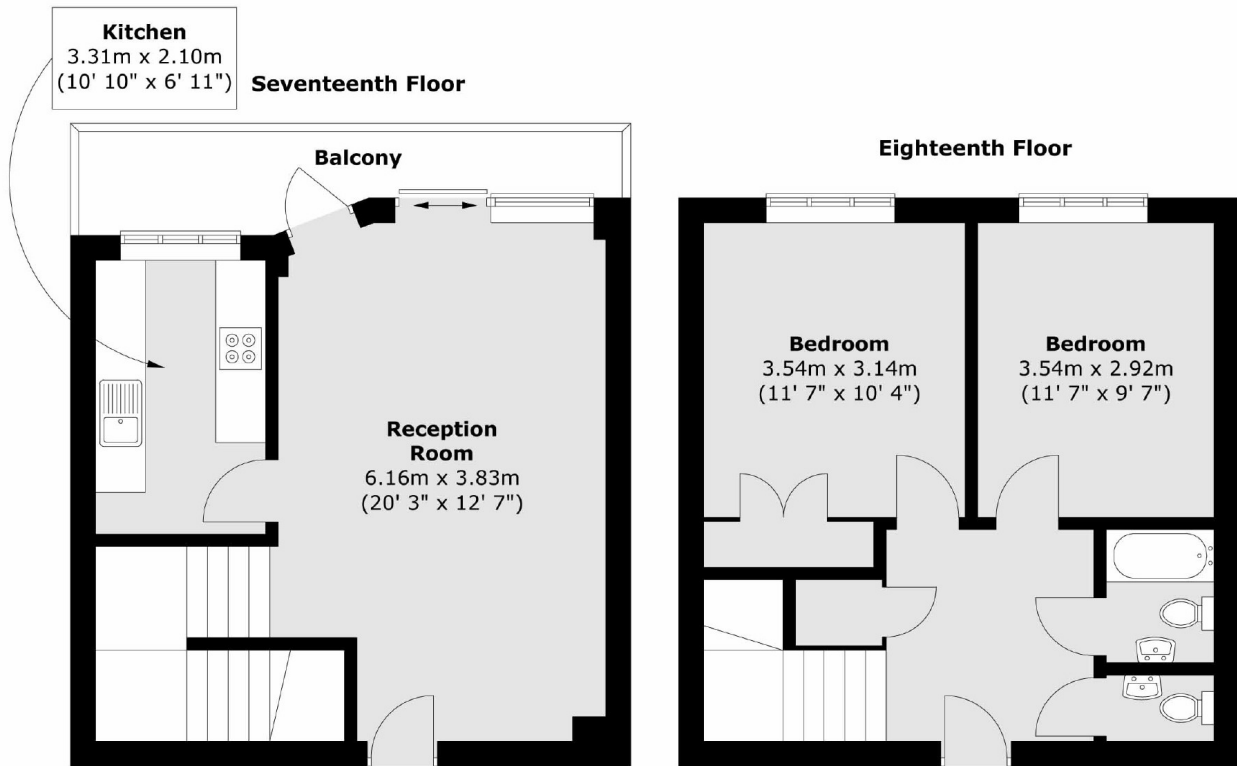 Kitchen
3.31m x 2.10m
(10' 10" x 6' 11")
Seventeenth Floor
Balcony
Reception
Room
6.16m x 3.83m
(20' 3" x 12' 7")
Eighteenth Floor
Bedroom
3.54m x 3.14m
(11' 7" x 10' 4")
Bedroom
3.54m x 2.92m
(11' 7" x 9' 7")